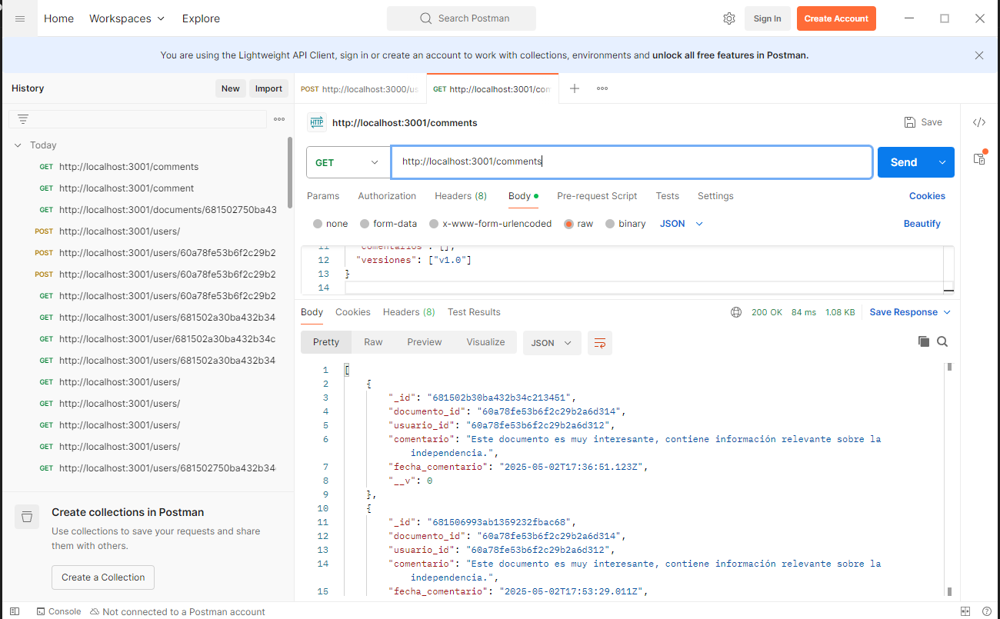 Home Workspaces Explore Search Postman Sign In Create Account
You are using the Lightweight API Client, sign in or create an account to work with collections, environments and unlock all free features in Postman.
History New Import
Today
GET http://localhost:3001/comments
GET http://localhost:3001/comment
GET http://localhost:3001/documents/681502750ba43
POST http://localhost:3001/users/
POST http://localhost:3001/users/60a78fe53b6f2c29b2
POST http://localhost:3001/users/60a78fe53b6f2c29b2
GET http://localhost:3001/users/60a78fe53b6f2c29b2
GET http://localhost:3001/users/681502a30ba432b34
GET http://localhost:3001/user/681502a30ba432b34c
GET http://localhost:3001/users/681502a30ba432b34
GET http://localhost:3001/users/
GET http://localhost:3001/users/
GET http://localhost:3001/users/
GET http://localhost:3001/users/
GET http://localhost:3001/users/681502750ba432b34
Create collections in Postman
Use collections to save your requests and share
them with others.
Create a Collection
POST http://localhost:3000/us GET http://localhost:3001/com
HTTP http://localhost:3001/comments Save </>
GET http://localhost:3001/comments Send
Params Authorization Headers (8) Body Pre-request Script Tests Settings Cookies
none form-data x-www-form-urlencoded raw binary JSON Beautify
11 "comentarios": [],
12 "versiones": ["v1.0"]
13 }
14
Body Cookies Headers (8) Test Results 200 OK 84 ms 1.08 KB Save Response
Pretty Raw Preview Visualize JSON
1 [
2 {
3 "_id": "681502b30ba432b34c213451",
4 "documento_id": "60a78fe53b6f2c29b2a6d314",
5 "usuario_id": "60a78fe53b6f2c29b2a6d312",
6 "comentario": "Este documento es muy interesante, contiene información relevante sobre la
independencia.",
7 "fecha_comentario": "2025-05-02T17:36:51.123Z",
8 "__v": 0
9 },
10 {
11 "_id": "681506993ab1359232fbac68",
12 "documento_id": "60a78fe53b6f2c29b2a6d314",
13 "usuario_id": "60a78fe53b6f2c29b2a6d312",
14 "comentario": "Este documento es muy interesante, contiene información relevante sobre la
independencia.",
15 "fecha_comentario": "2025-05-02T17:53:29.011Z",
Console Not connected to a Postman account